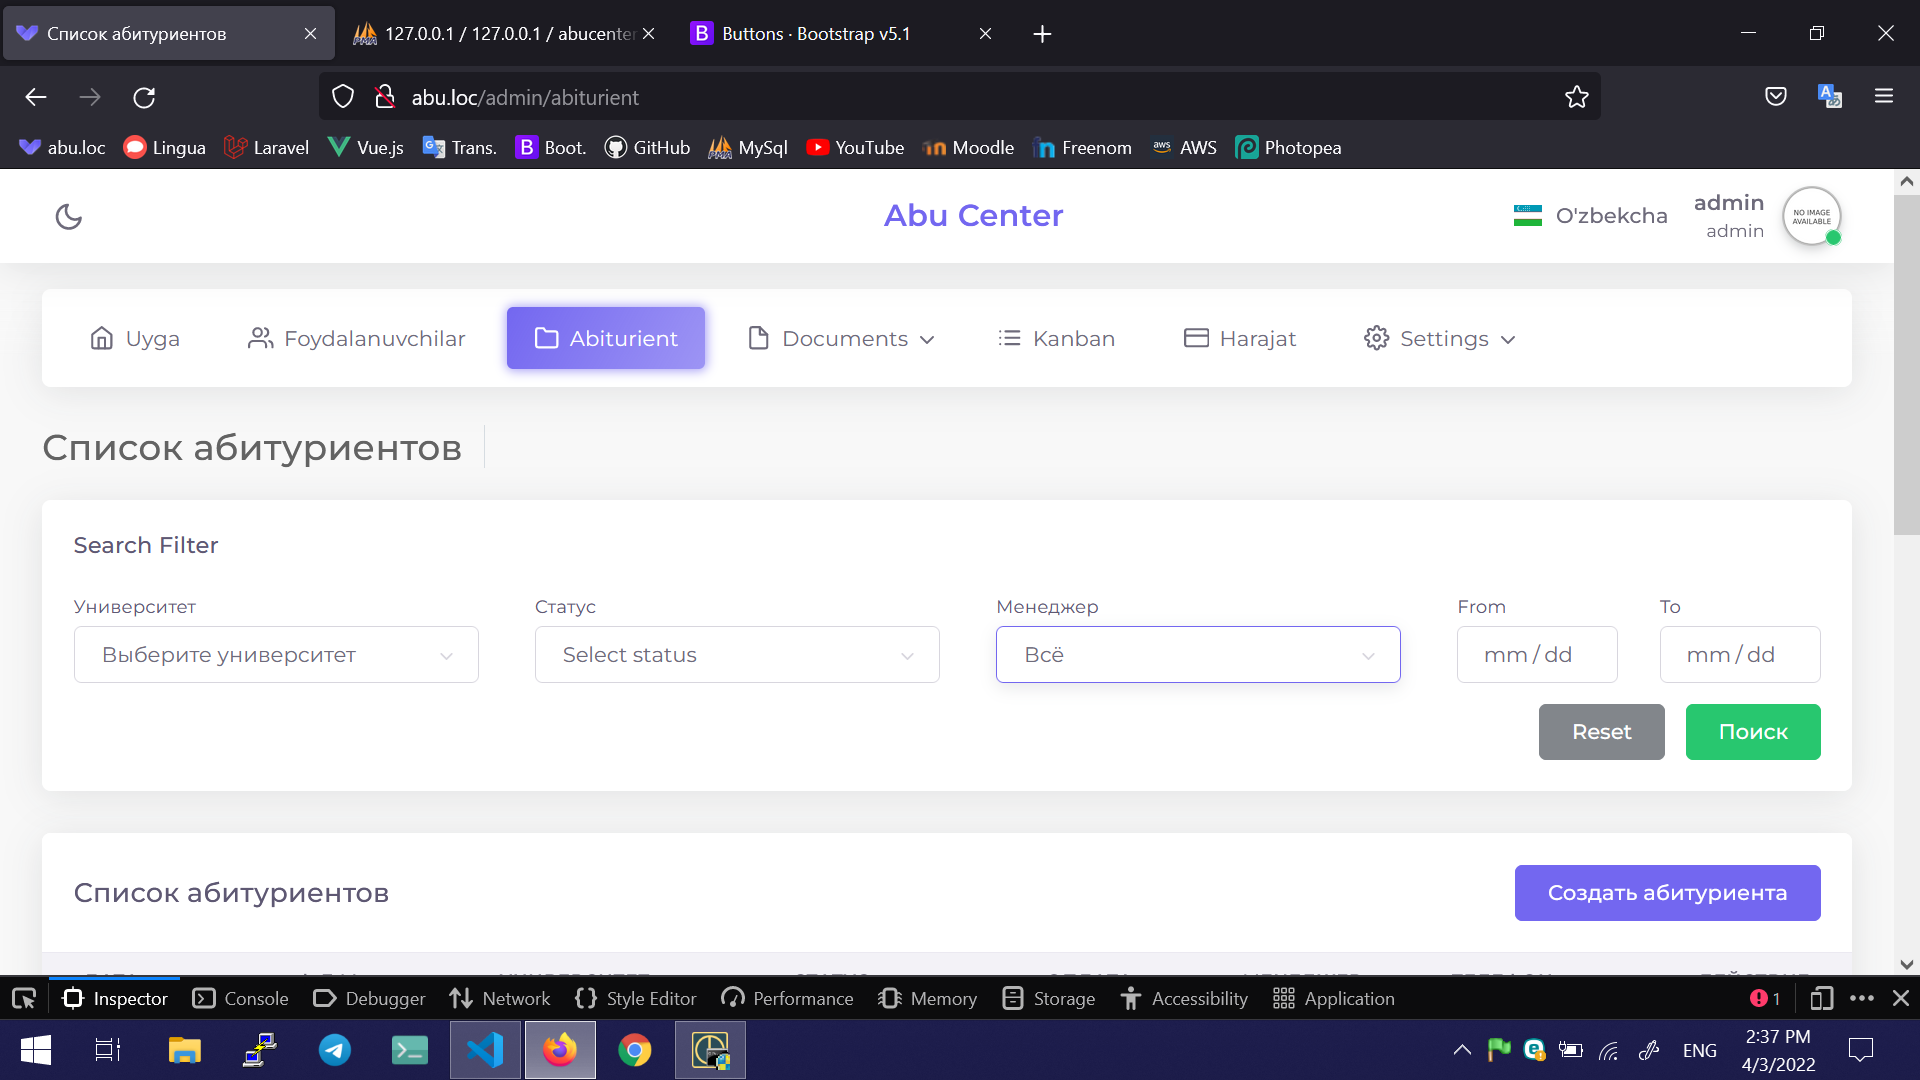 Список абитуриентов
127.0.0.1 / 127.0.0.1 / abucenter
Buttons · Bootstrap v5.1
abu.loc/admin/abiturient
abu.loc Lingua Laravel Vue.js Trans. Boot. GitHub MySql YouTube Moodle Freenom AWS Photopea
Abu Center
O'zbekcha
admin
admin
NO IMAGE
AVAILABLE
Uyga Foydalanuvchilar Abiturient Documents Kanban Harajat Settings
Список абитуриентов
Search Filter
Университет Статус Менеджер From To
Выберите университет Select status Всё mm / dd mm / dd
Reset Поиск
Список абитуриентов Создать абитуриента
Inspector Console Debugger Network Style Editor Performance Memory Storage Accessibility Application 1
ENG
2:37 PM
4/3/2022